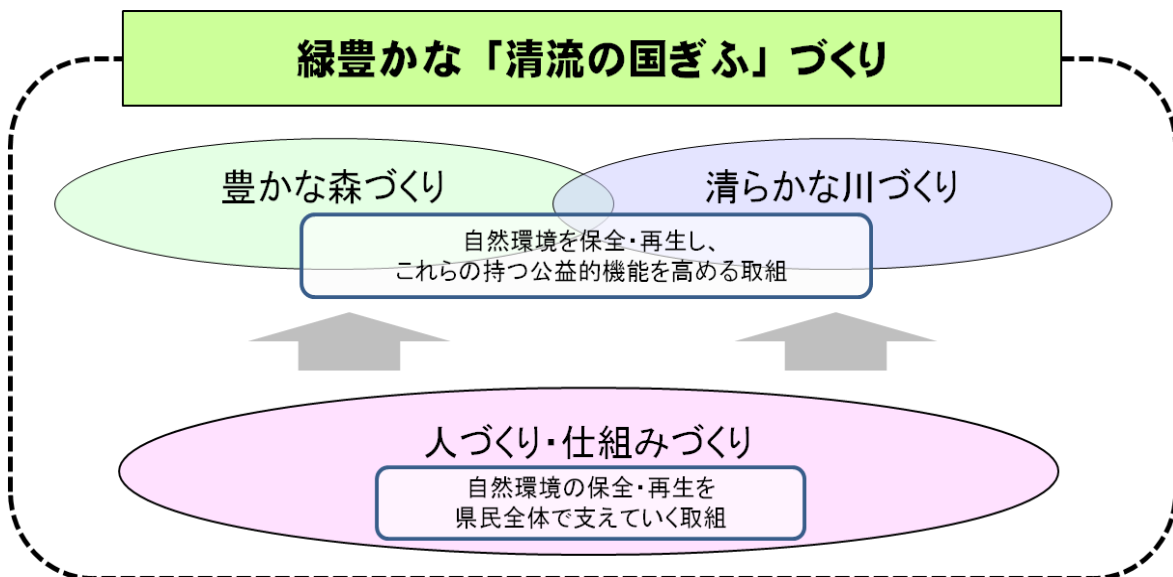 緑豊かな「清流の国ぎふ」づくり
豊かな森づくり
清らかな川づくり
自然環境を保全・再生し、
これらの持つ公益的機能を高める取組
人づくり・仕組みづくり
自然環境の保全・再生を
県民全体で支えていく取組